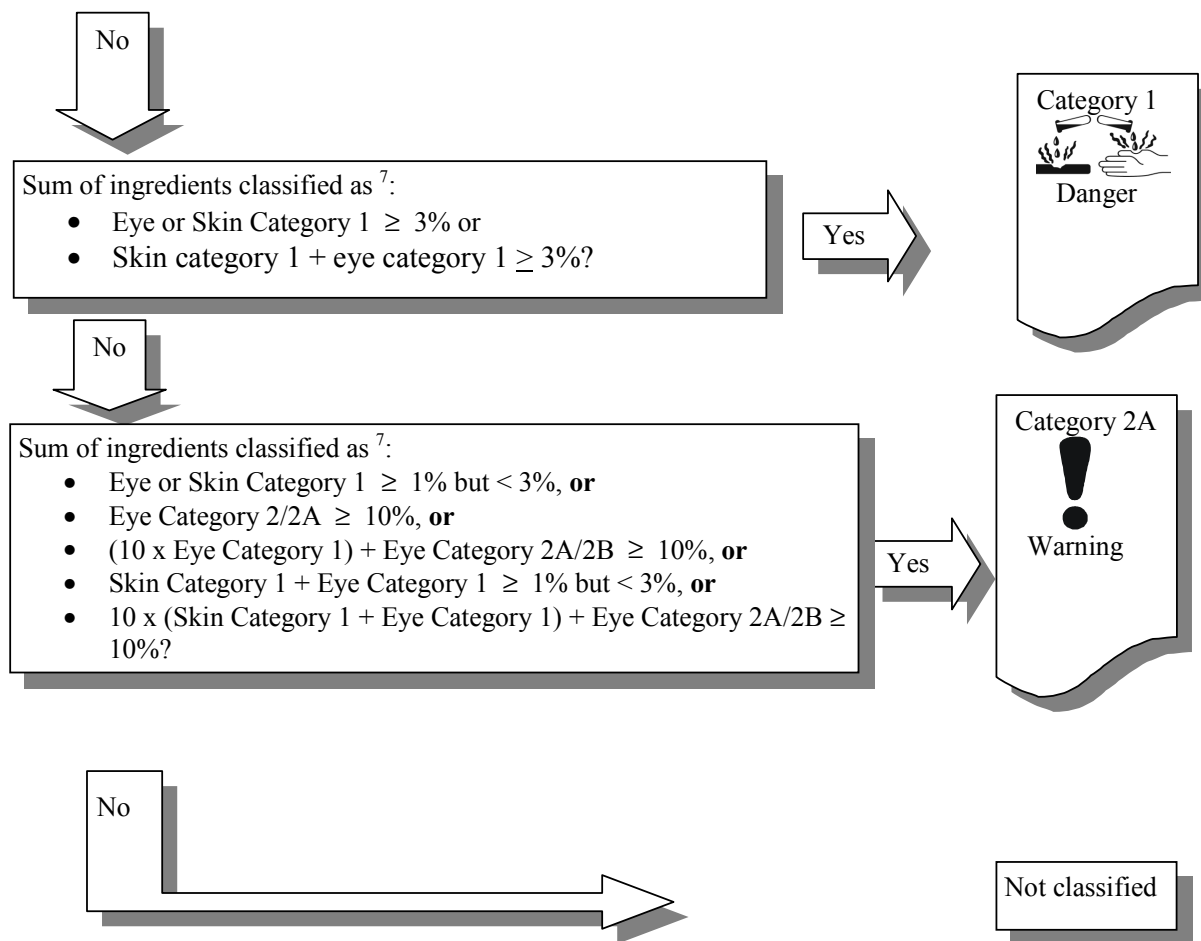 No
Category 1
Danger
Sum of ingredients classified as ⁷:
• Eye or Skin Category 1 ≥ 3% or
• Skin category 1 + eye category 1 ≥ 3%?
Yes
No
Category 2A
Warning
Sum of ingredients classified as ⁷:
• Eye or Skin Category 1 ≥ 1% but < 3%, or
• Eye Category 2/2A ≥ 10%, or
• (10 x Eye Category 1) + Eye Category 2A/2B ≥ 10%, or
• Skin Category 1 + Eye Category 1 ≥ 1% but < 3%, or
• 10 x (Skin Category 1 + Eye Category 1) + Eye Category 2A/2B ≥
10%?
Yes
No
Not classified